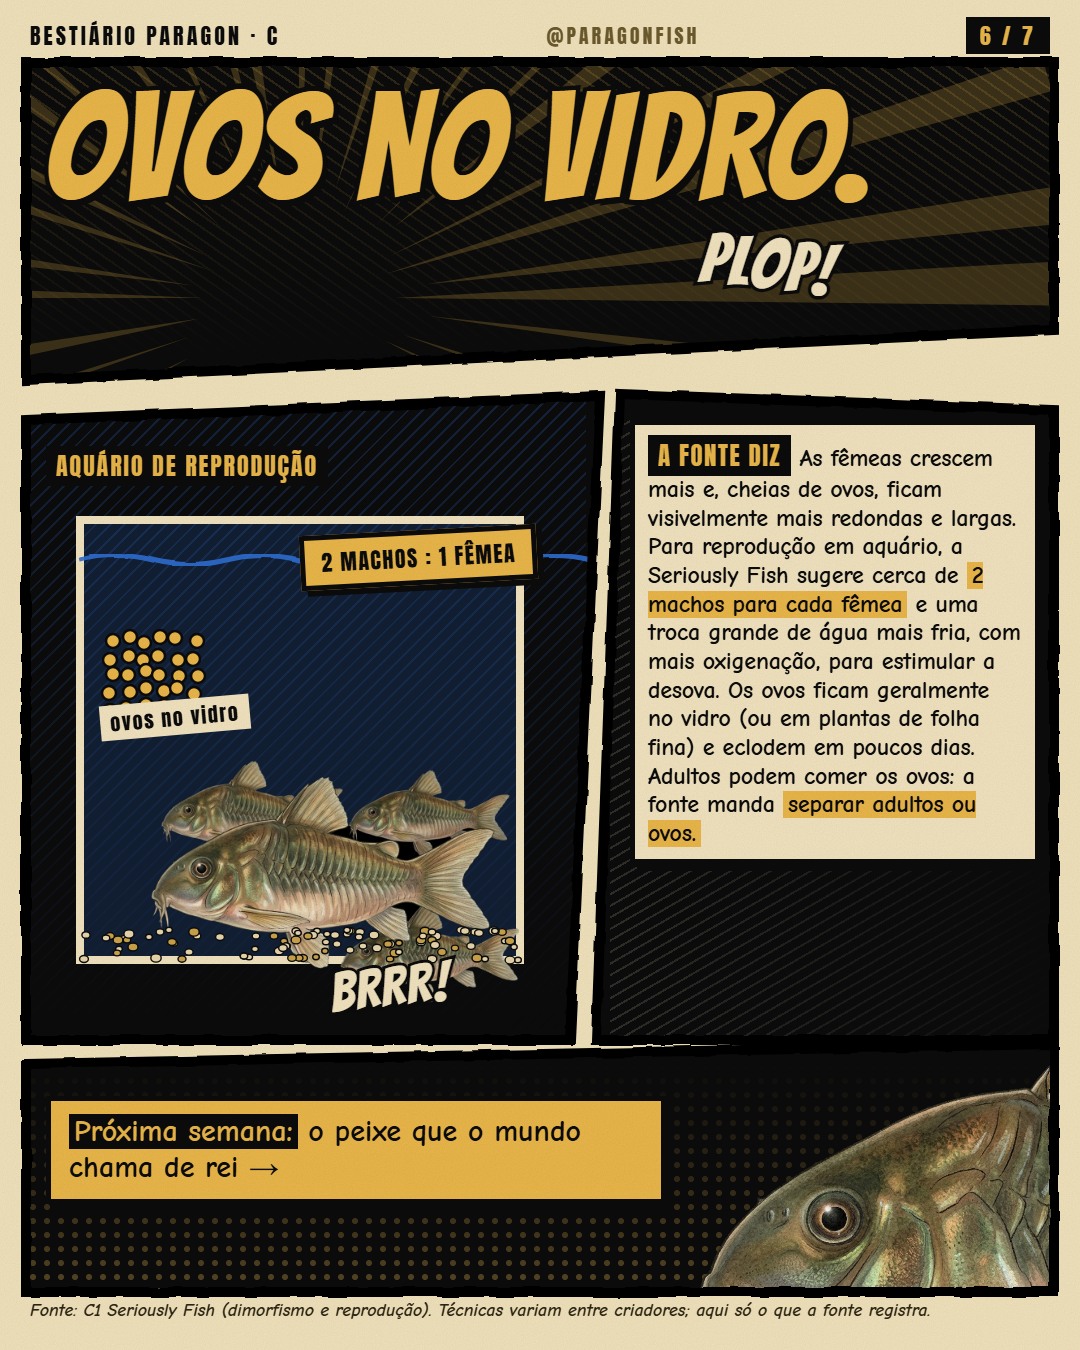 BESTIÁRIO PARAGON · C
@PARAGONFISH
6 / 7
OVOS NO VIDRO.
PLOP!
AQUÁRIO DE REPRODUÇÃO
2 MACHOS : 1 FÊMEA
ovos no vidro
BRRR!
A FONTE DIZ As fêmeas crescem
mais e, cheias de ovos, ficam
visivelmente mais redondas e largas.
Para reprodução em aquário, a
Seriously Fish sugere cerca de 2
machos para cada fêmea e uma
troca grande de água mais fria, com
mais oxigenação, para estimular a
desova. Os ovos ficam geralmente
no vidro (ou em plantas de folha
fina) e eclodem em poucos dias.
Adultos podem comer os ovos: a
fonte manda separar adultos ou
ovos.
Próxima semana: o peixe que o mundo
chama de rei →
Fonte: C1 Seriously Fish (dimorfismo e reprodução). Técnicas variam entre criadores; aqui só o que a fonte registra.